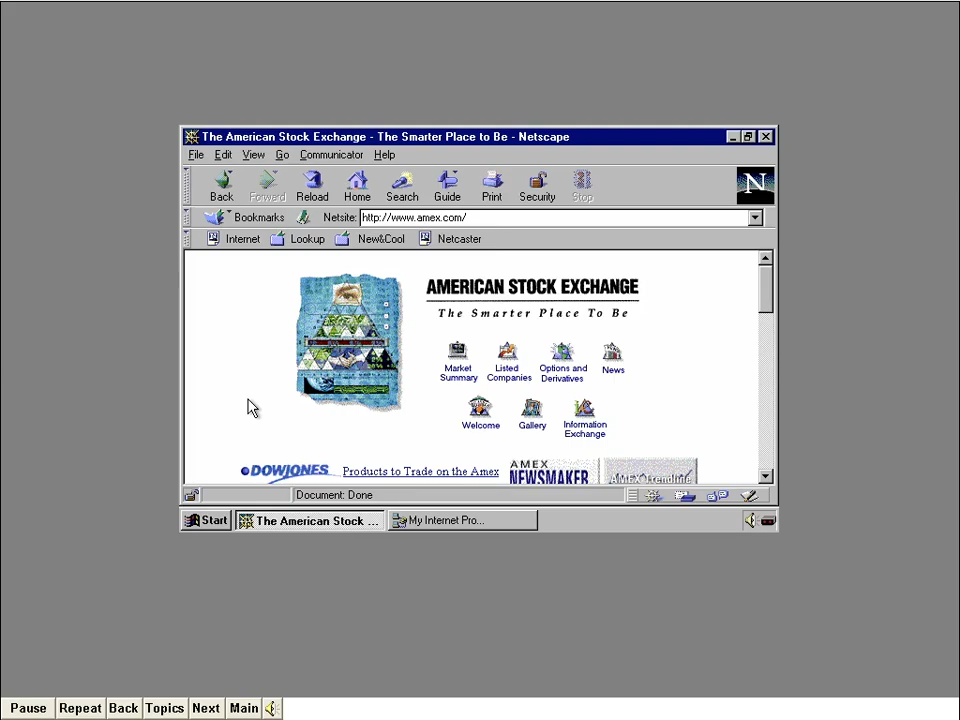 The American Stock Exchange - The Smarter Place to Be - Netscape
File Edit View Go Communicator Help
Back Forward Reload Home Search Guide Print Security Stop
N
Bookmarks Netsite: http://www.amex.com/
Internet Lookup New&Cool Netcaster
AMERICAN STOCK EXCHANGE
The Smarter Place To Be
Market Summary
Listed Companies
Options and Derivatives
News
Welcome
Gallery
Information Exchange
DOWJONES Products to Trade on the Amex
AMEX NEWSMAKER
AMEX Trendline
Document: Done
Start The American Stock ... My Internet Pro...
Pause Repeat Back Topics Next Main